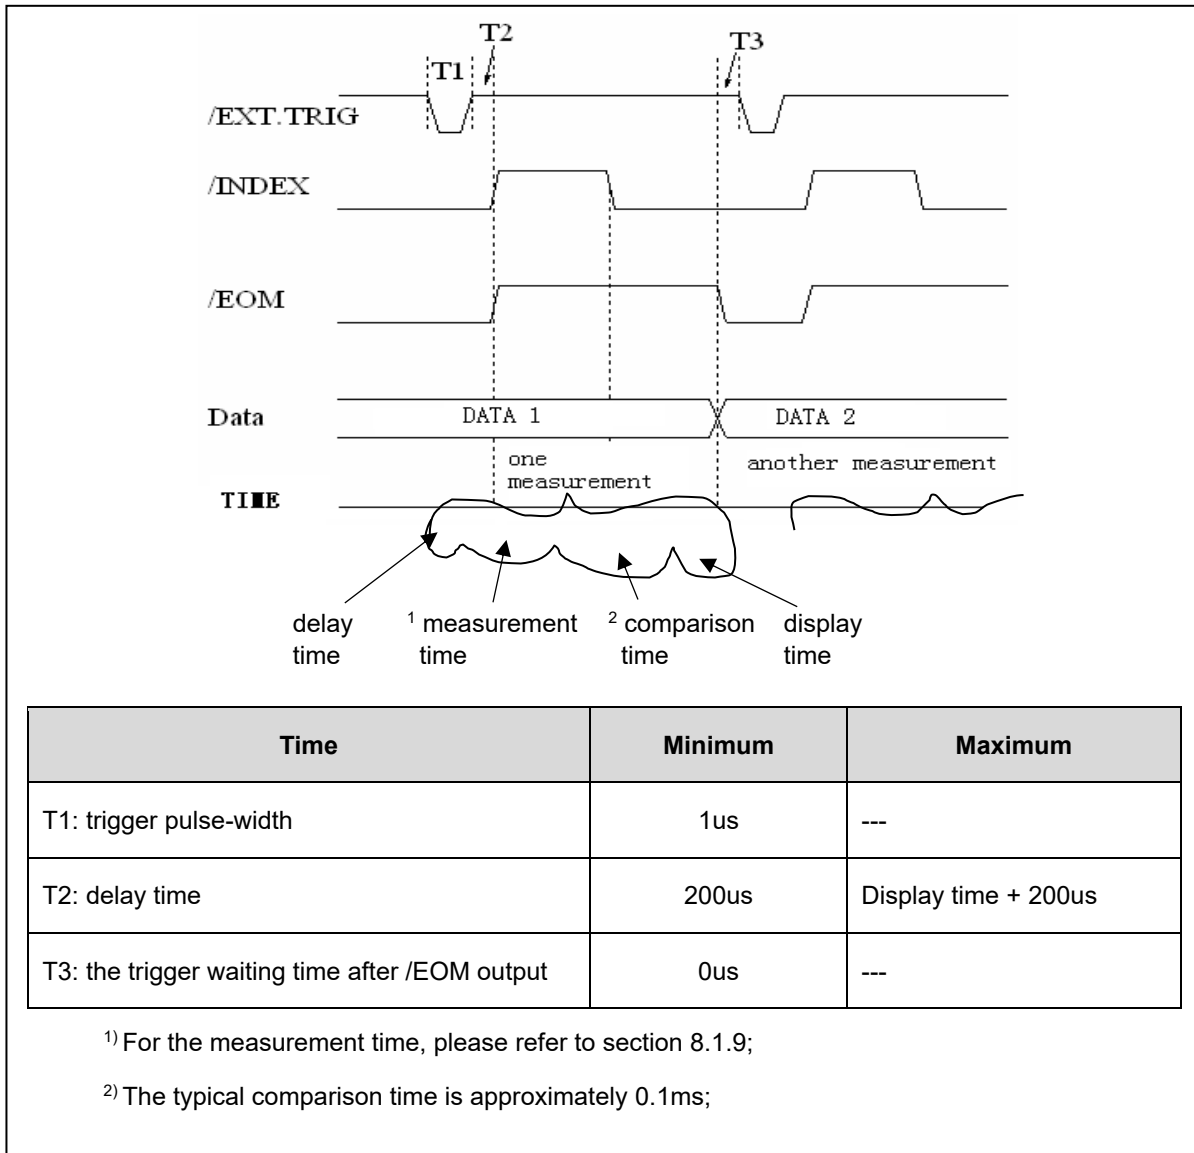 T2
T3
T1
/EXT.TRIG
/INDEX
/EOM
Data
DATA 1
DATA 2
one
measurement
another measurement
TIME
delay
time
1 measurement
time
2 comparison
time
display
time
Time Minimum Maximum
T1: trigger pulse-width 1us ---
T2: delay time 200us Display time + 200us
T3: the trigger waiting time after /EOM output 0us ---
1) For the measurement time, please refer to section 8.1.9;
2) The typical comparison time is approximately 0.1ms;